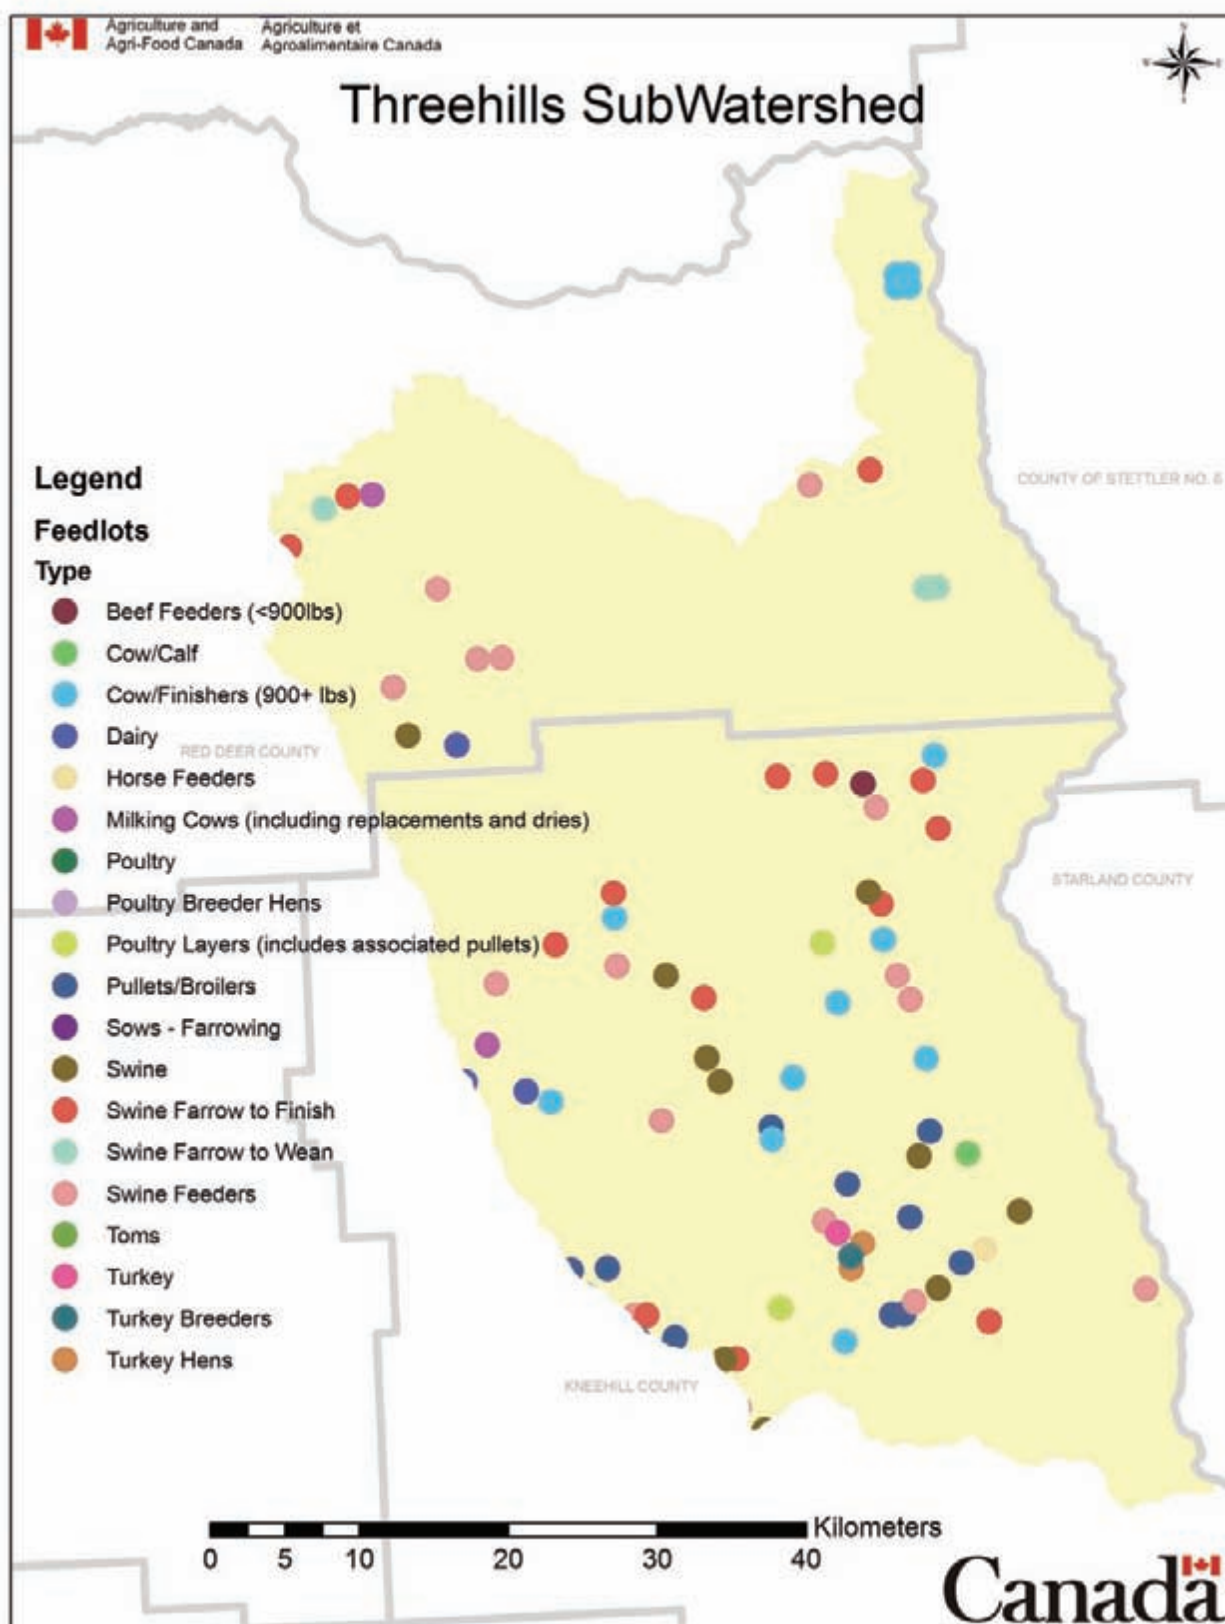 Agriculture and Agriculture et
Agri-Food Canada Agroalimentaire Canada
Threehills SubWatershed
COUNTY OF STETTLER NO. 6
Legend
Feedlots
Type
Beef Feeders (<900lbs)
Cow/Calf
Cow/Finishers (900+ lbs)
Dairy
RED DEER COUNTY
Horse Feeders
Milking Cows (including replacements and dries)
Poultry
STARLAND COUNTY
Poultry Breeder Hens
Poultry Layers (includes associated pullets)
Pullets/Broilers
Sows - Farrowing
Swine
Swine Farrow to Finish
Swine Farrow to Wean
Swine Feeders
Toms
Turkey
Turkey Breeders
Turkey Hens
KNEEHILL COUNTY
Kilometers
0 5 10 20 30 40
Canada